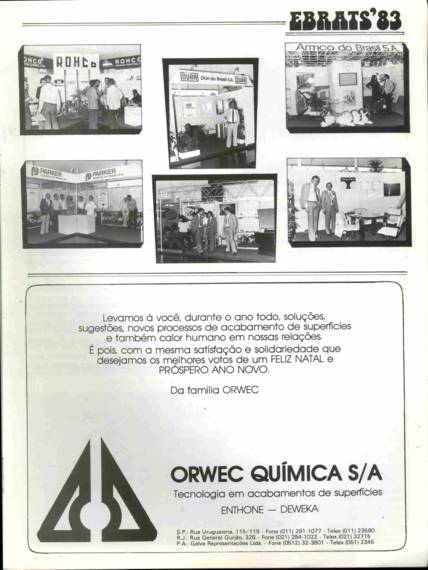 EBRATS'83
ROHCO
ROHCO
Dürr do Brasil S.A.
Armco do Brasil S.A.
PARKER
PARKER
Levamos à você, durante o ano todo, soluções,
sugestões, novos processos de acabamento de superfícies
e também calor humano em nossas relações.
É pois, com a mesma satisfação e solidariedade que
desejamos os melhores votos de um FELIZ NATAL e
PRÓSPERO ANO NOVO.
Da família ORWEC
ORWEC QUÍMICA S/A
Tecnologia em acabamentos de superfícies
ENTHONE — DEWEKA
S.P.: Rua Uruguaiana, 115/119 - Fone (011) 291-1077 - Telex (011) 23580
R.J.: Rua General Gurjão, 326, - Fone (021) 284-1022 - Telex (021) 32715
P.A.: Galva Representações Ltda. - Fone (0512) 32-3801 - Telex (051) 2345